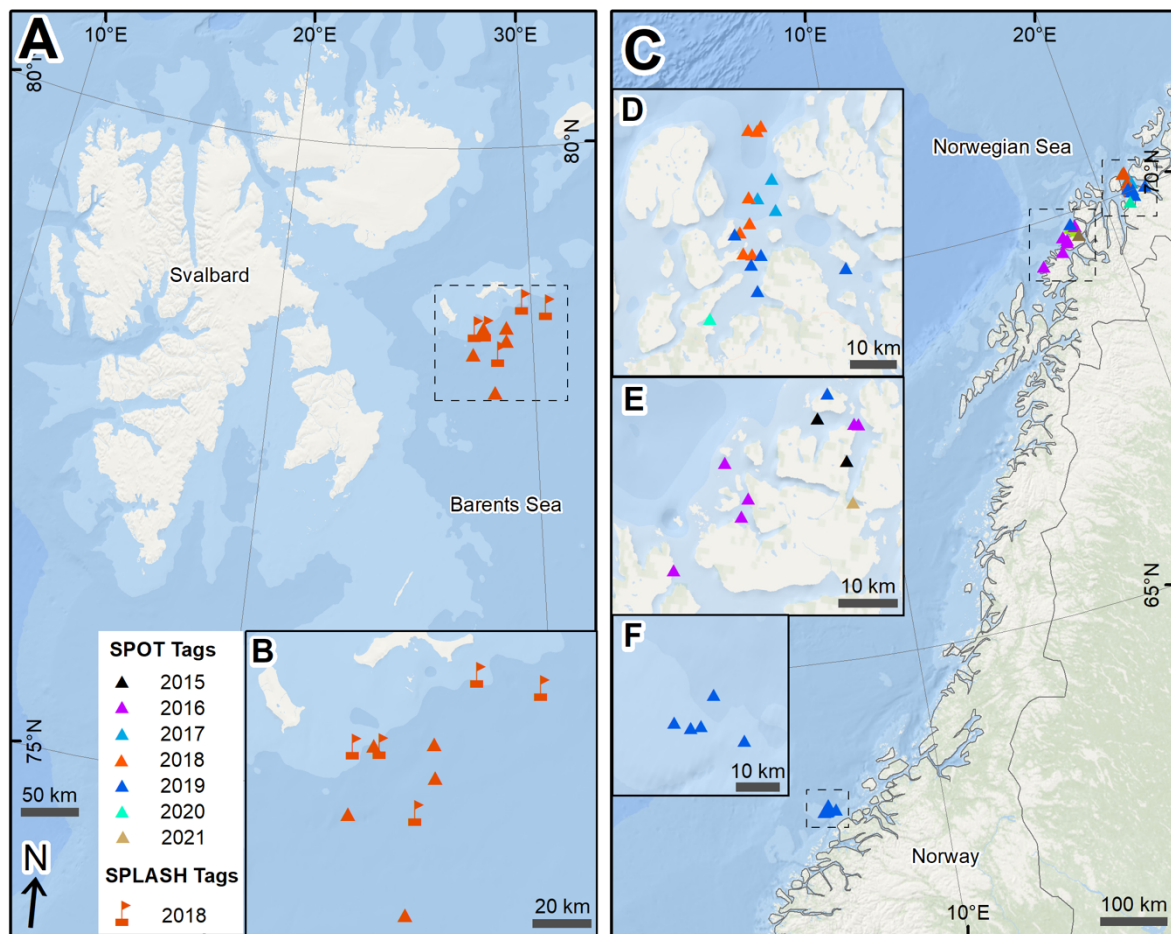 A
10°E
20°E
30°E
80°N
80°N
Svalbard
Barents Sea
75°N
50 km
N
SPOT Tags
2015
2016
2017
2018
2019
2020
2021
SPLASH Tags
2018
B
20 km
C
10°E
20°E
Norwegian Sea
70°N
D
10 km
E
10 km
F
10 km
65°N
Norway
10°E
100 km